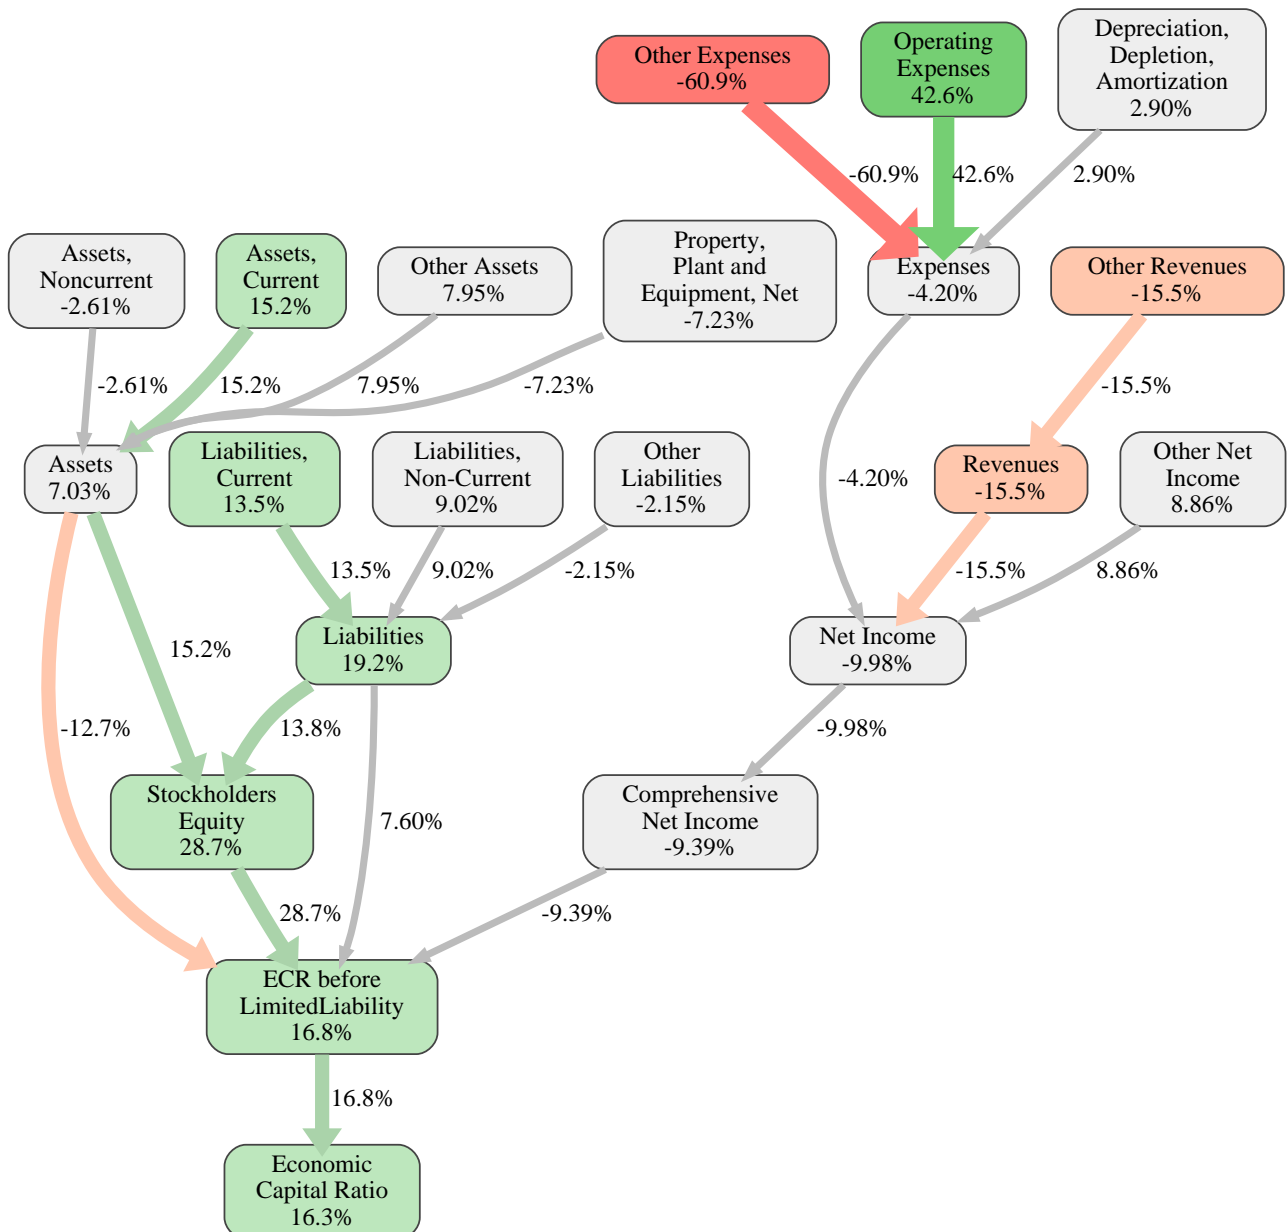 Other Expenses
-60.9%
Operating
Expenses
42.6%
Depreciation,
Depletion,
Amortization
2.90%
-60.9%
42.6%
2.90%
Assets,
Noncurrent
-2.61%
Assets,
Current
15.2%
Other Assets
7.95%
Property,
Plant and
Equipment, Net
-7.23%
Expenses
-4.20%
Other Revenues
-15.5%
-2.61%
15.2%
7.95%
-7.23%
-15.5%
Assets
7.03%
Liabilities,
Current
13.5%
Liabilities,
Non-Current
9.02%
Other
Liabilities
-2.15%
-4.20%
Revenues
-15.5%
Other Net
Income
8.86%
13.5%
9.02%
-2.15%
-15.5%
8.86%
15.2%
Liabilities
19.2%
Net Income
-9.98%
-12.7%
13.8%
-9.98%
Stockholders
Equity
28.7%
7.60%
Comprehensive
Net Income
-9.39%
28.7%
-9.39%
ECR before
LimitedLiability
16.8%
16.8%
Economic
Capital Ratio
16.3%